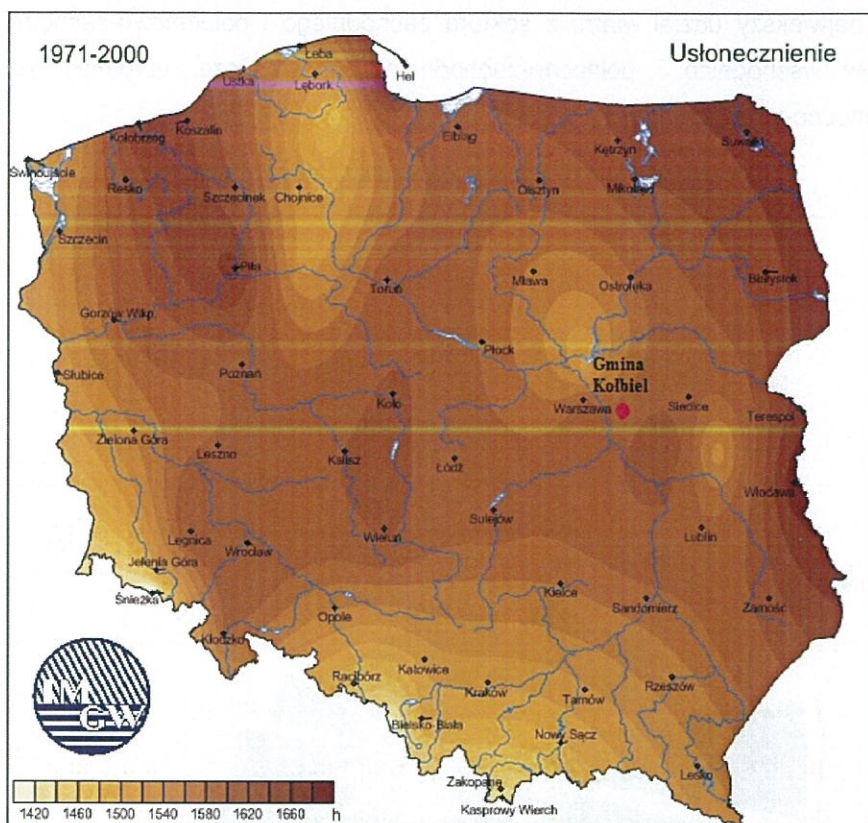 1971-2000
Usłonecznienie
Łeba
Ustka
Lębork
Hel
Kołobrzeg
Koszalin
Elbląg
Kętrzyn
Suwałki
Świnoujście
Resko
Szczecinek
Chojnice
Olsztyn
Mikołajki
Szczecin
Piła
Toruń
Mława
Ostrołęka
Białystok
Gorzów Wlkp.
Płock
Słubice
Poznań
Gmina
Kołbiel
Koło
Warszawa
Siedlce
Terespol
Zielona Góra
Leszno
Kalisz
Łódź
Włodawa
Sulejów
Legnica
Wrocław
Wieruń
Lublin
Jelenia Góra
Śnieżka
Kielce
Sandomierz
Zamość
Opole
Kłodzko
Katowice
Racibórz
Kraków
Tarnów
Rzeszów
IM
GW
Bielsko-Biała
Nowy Sącz
Lesko
Zakopane
Kasprowy Wierch
1420 1460 1500 1540 1580 1620 1660 h